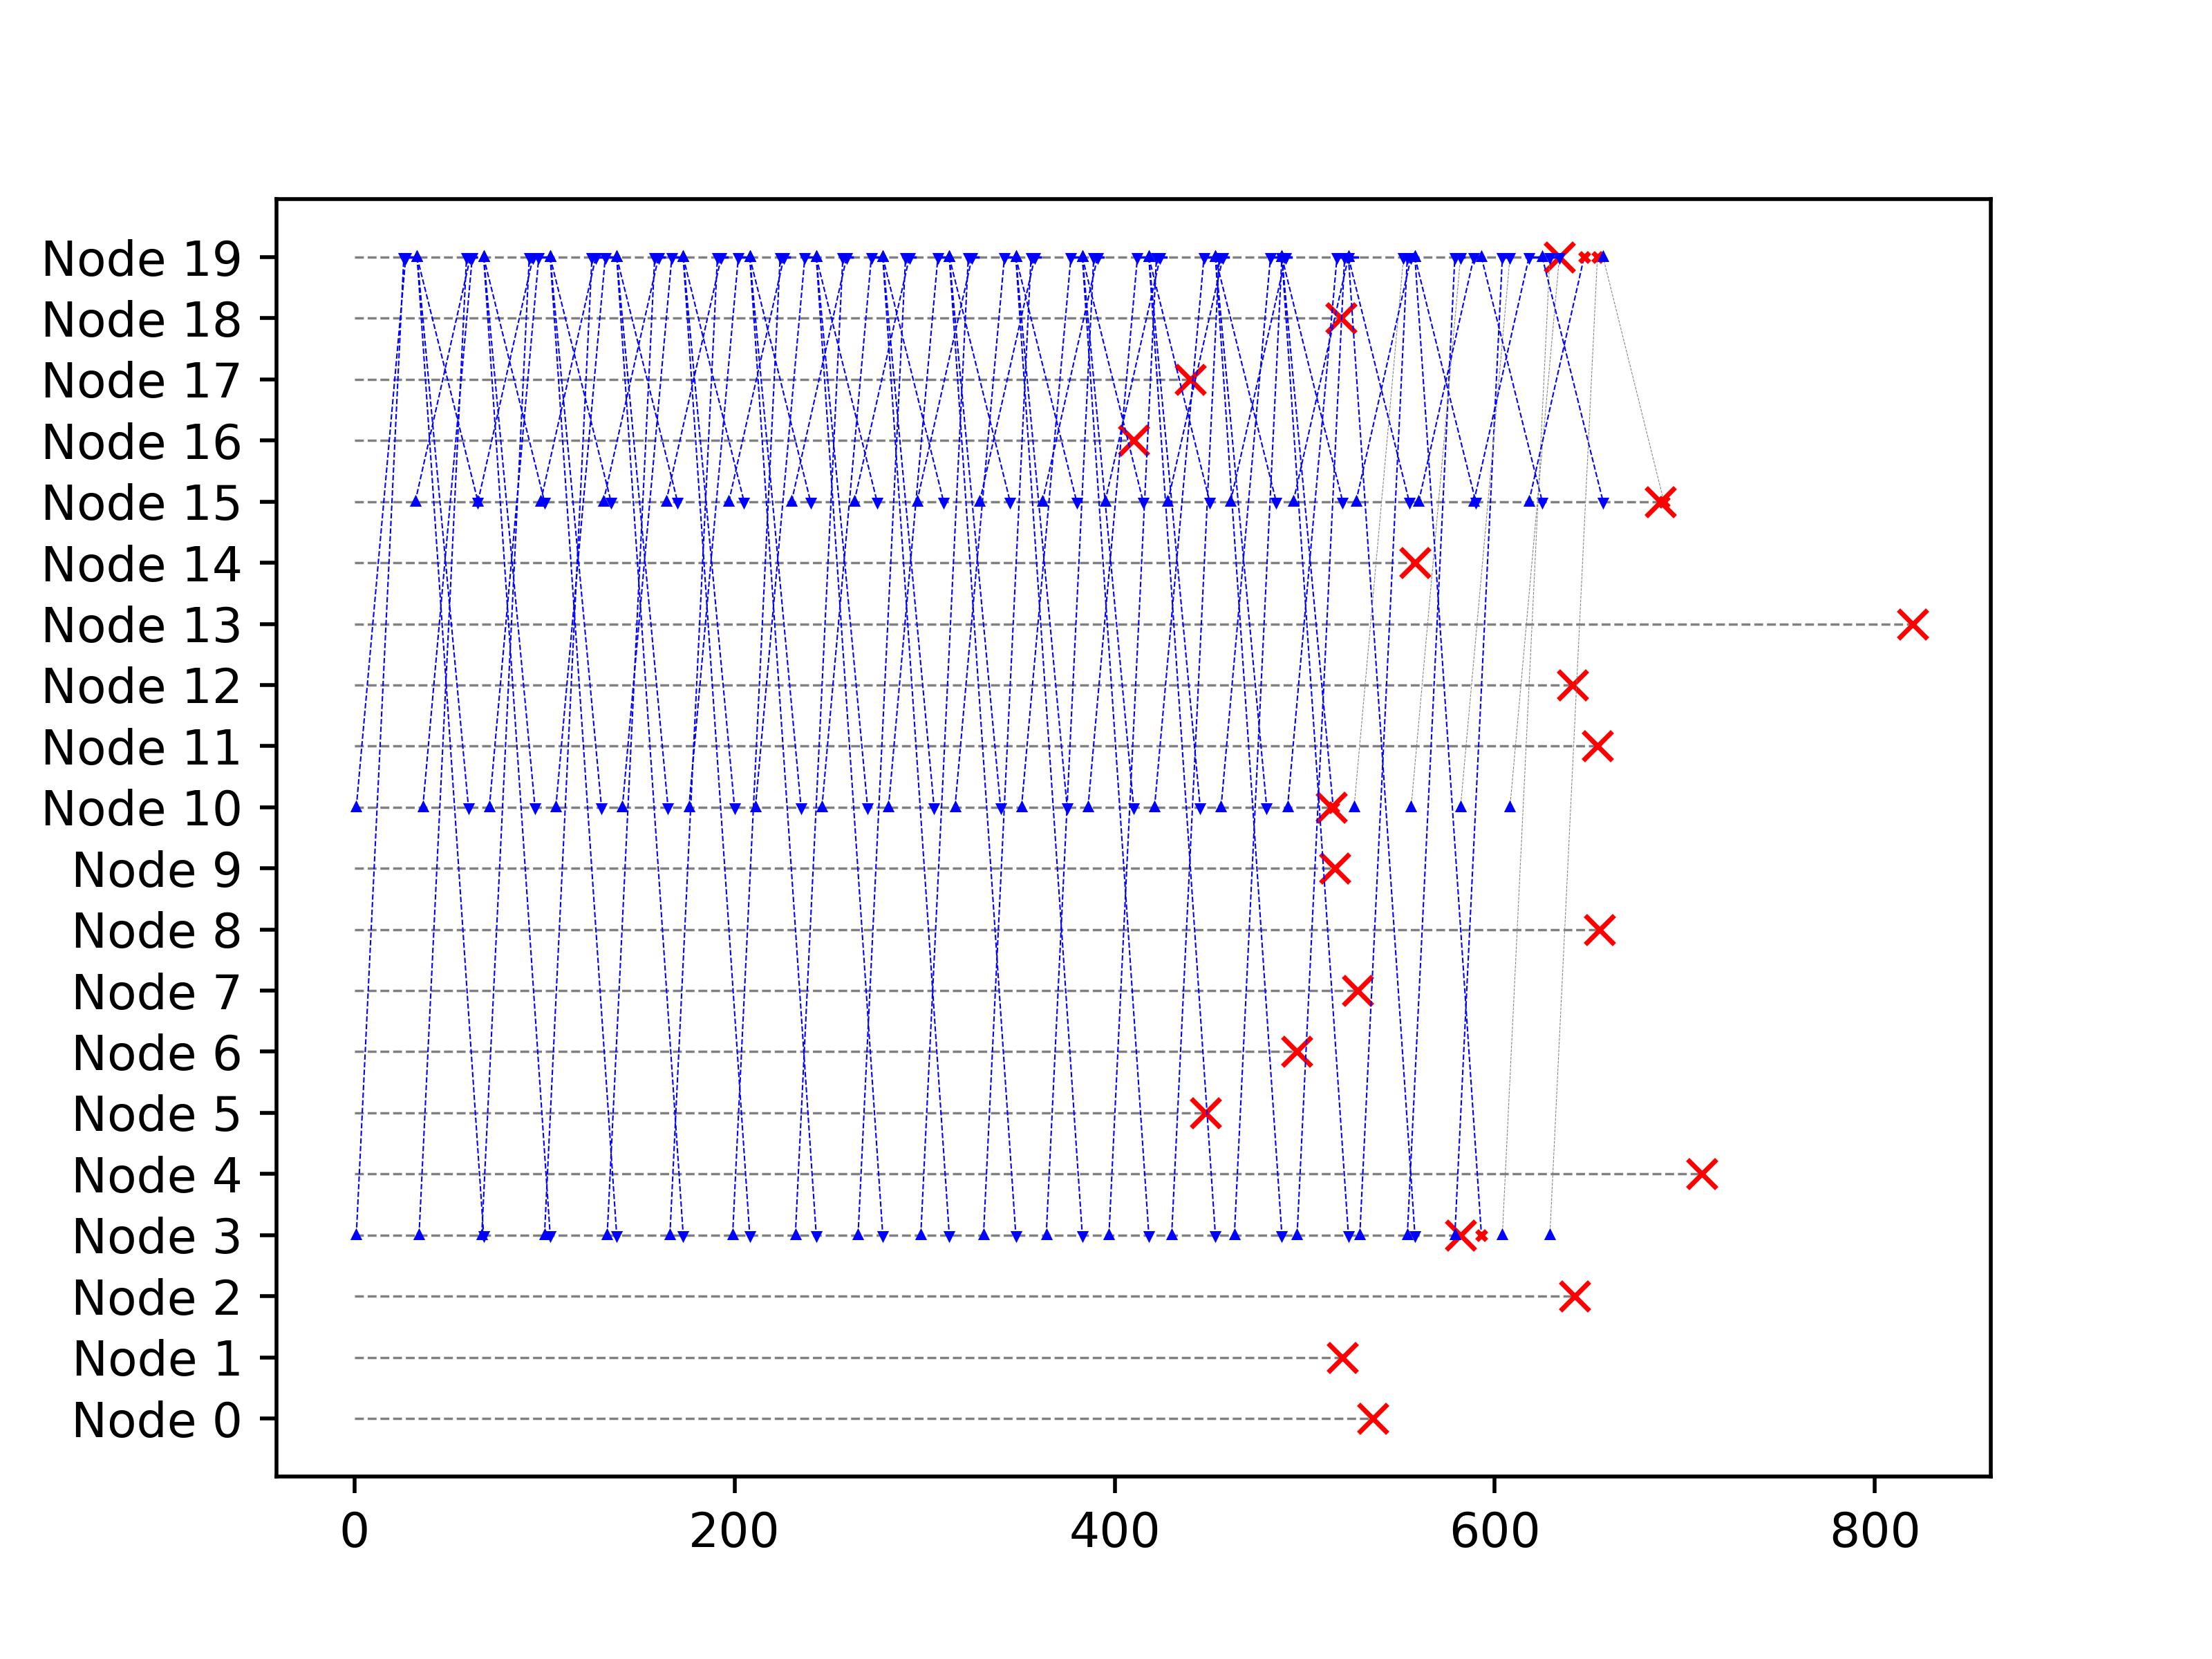 Node 19
Node 18
Node 17
Node 16
Node 15
Node 14
Node 13
Node 12
Node 11
Node 10
Node 9
Node 8
Node 7
Node 6
Node 5
Node 4
Node 3
Node 2
Node 1
Node 0
0 200 400 600 800